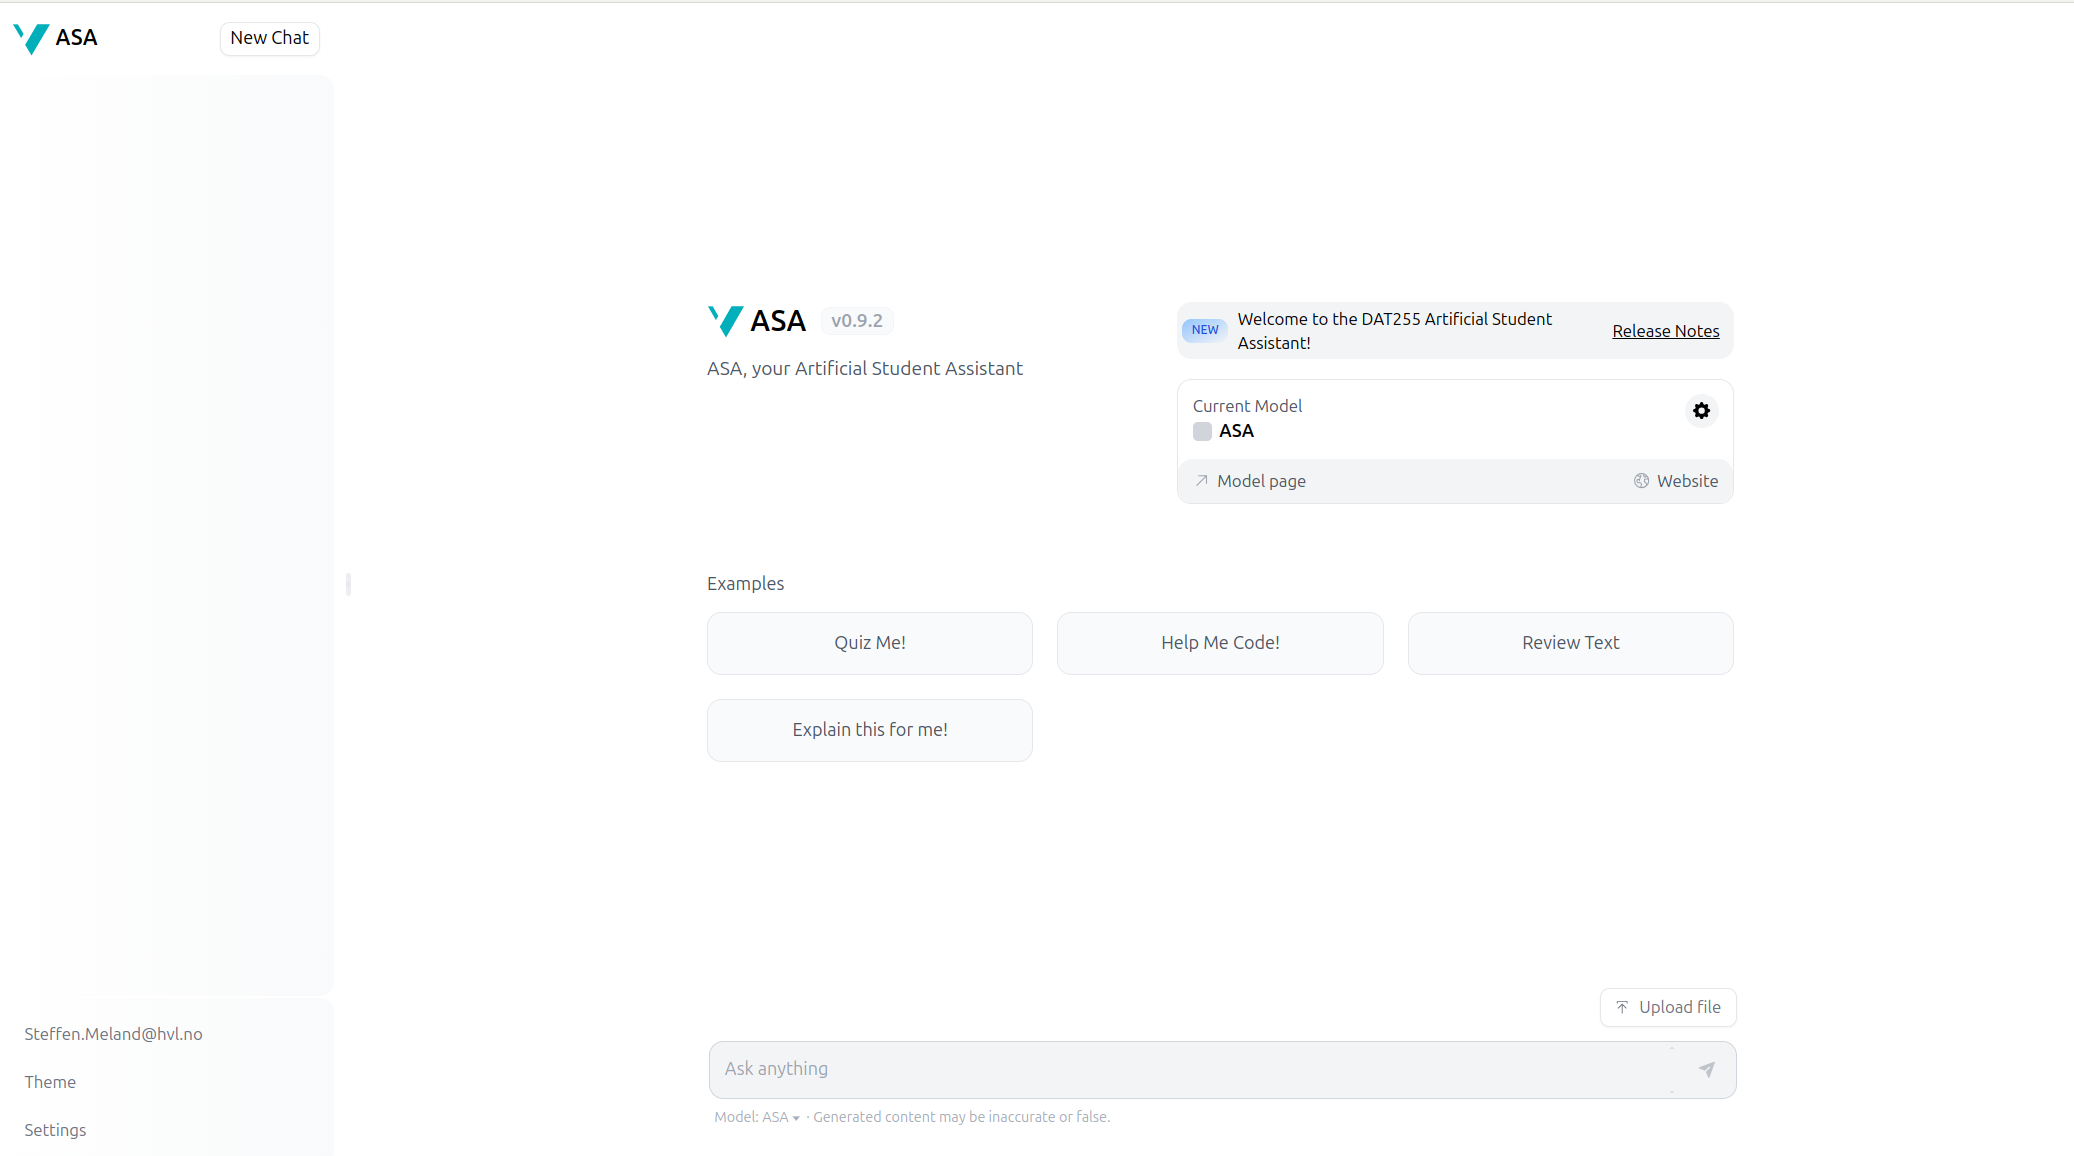 ASA
New Chat
ASA v0.9.2
ASA, your Artificial Student Assistant
NEW
Welcome to the DAT255 Artificial Student
Assistant!
Release Notes
Current Model
ASA
Model page
Website
Examples
Quiz Me!
Help Me Code!
Review Text
Explain this for me!
Upload file
Ask anything
Model: ASA · Generated content may be inaccurate or false.
Steffen.Meland@hvl.no
Theme
Settings